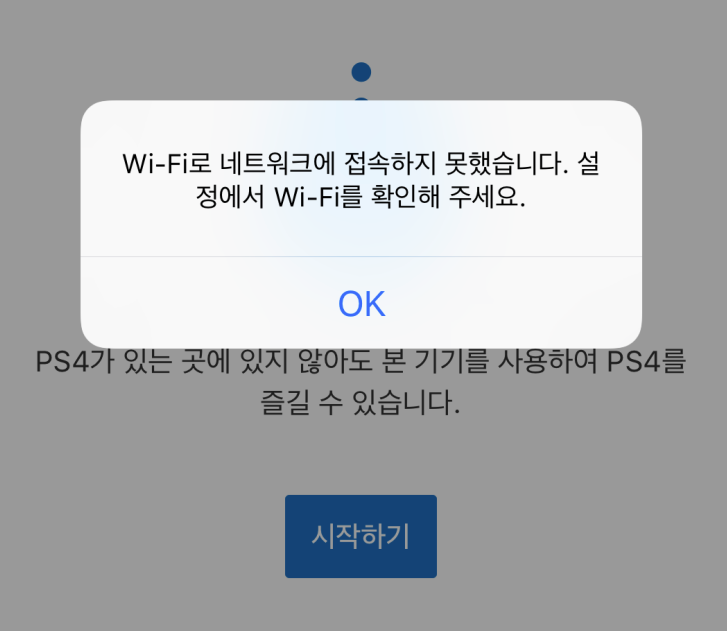 Wi-Fi로 네트워크에 접속하지 못했습니다. 설
정에서 Wi-Fi를 확인해 주세요.
OK
PS4가 있는 곳에 있지 않아도 본 기기를 사용하여 PS4를
즐길 수 있습니다.
시작하기